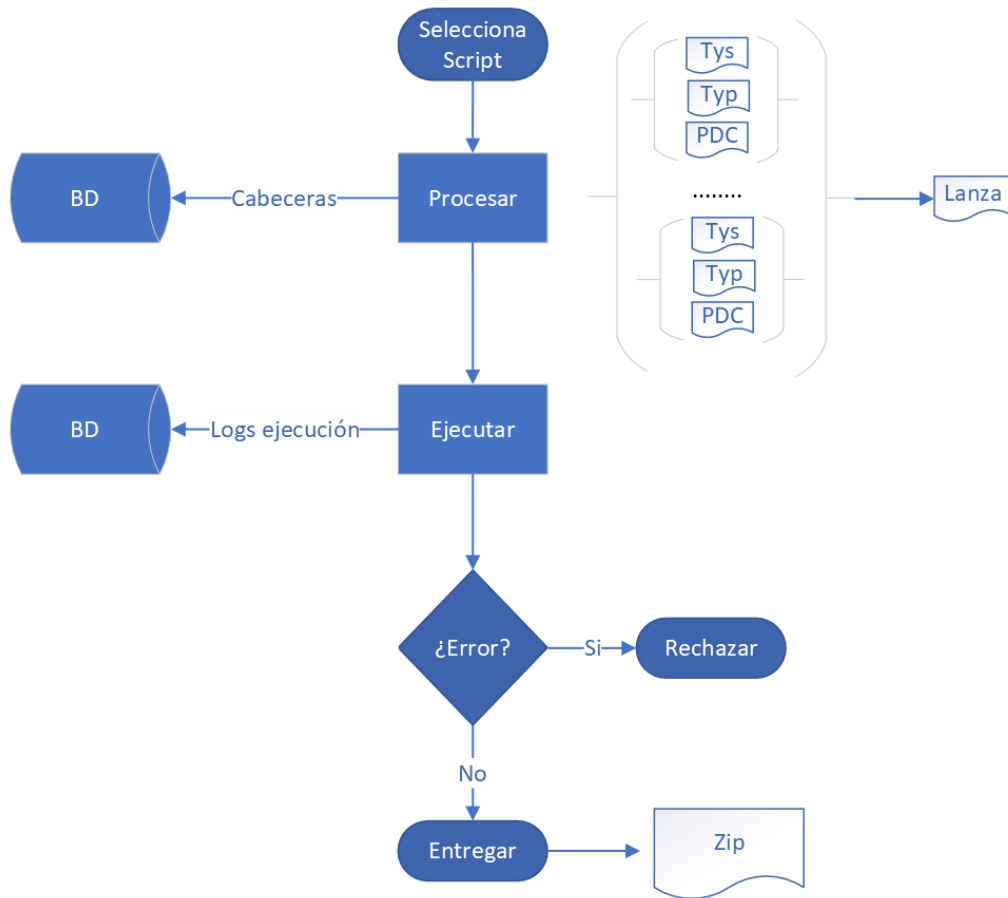 Selecciona
Script
Tys
Typ
PDC
........
Tys
Typ
PDC
Lanza
BD
Cabeceras
Procesar
BD
Logs ejecución
Ejecutar
¿Error?
Si
Rechazar
No
Entregar
Zip